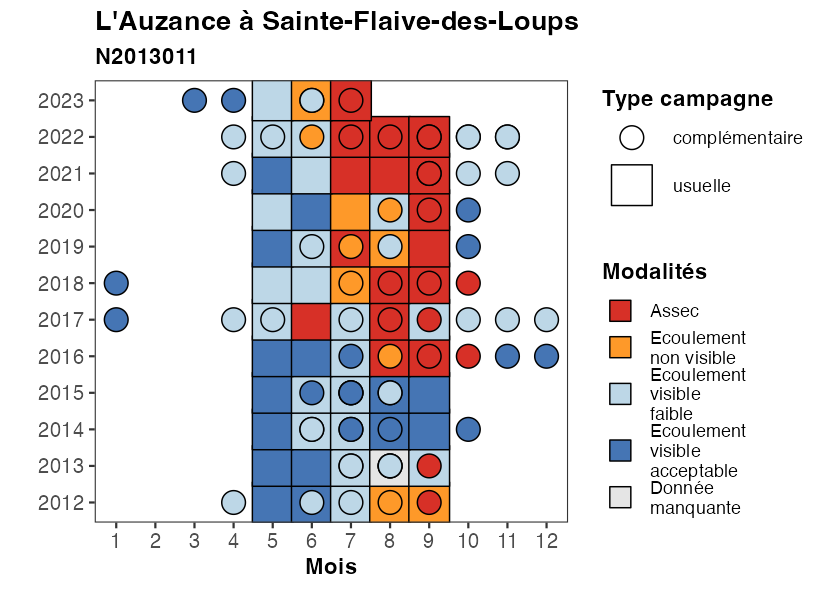 L'Auzance à Sainte-Flaive-des-Loups
N2013011
2023
2022
2021
2020
2019
2018
2017
2016
2015
2014
2013
2012
1 2 3 4 5 6 7 8 9 10 11 12
Mois
Type campagne
complémentaire
usuelle
Modalités
Assec
Ecoulement
non visible
Ecoulement
visible
faible
Ecoulement
visible
acceptable
Donnée
manquante